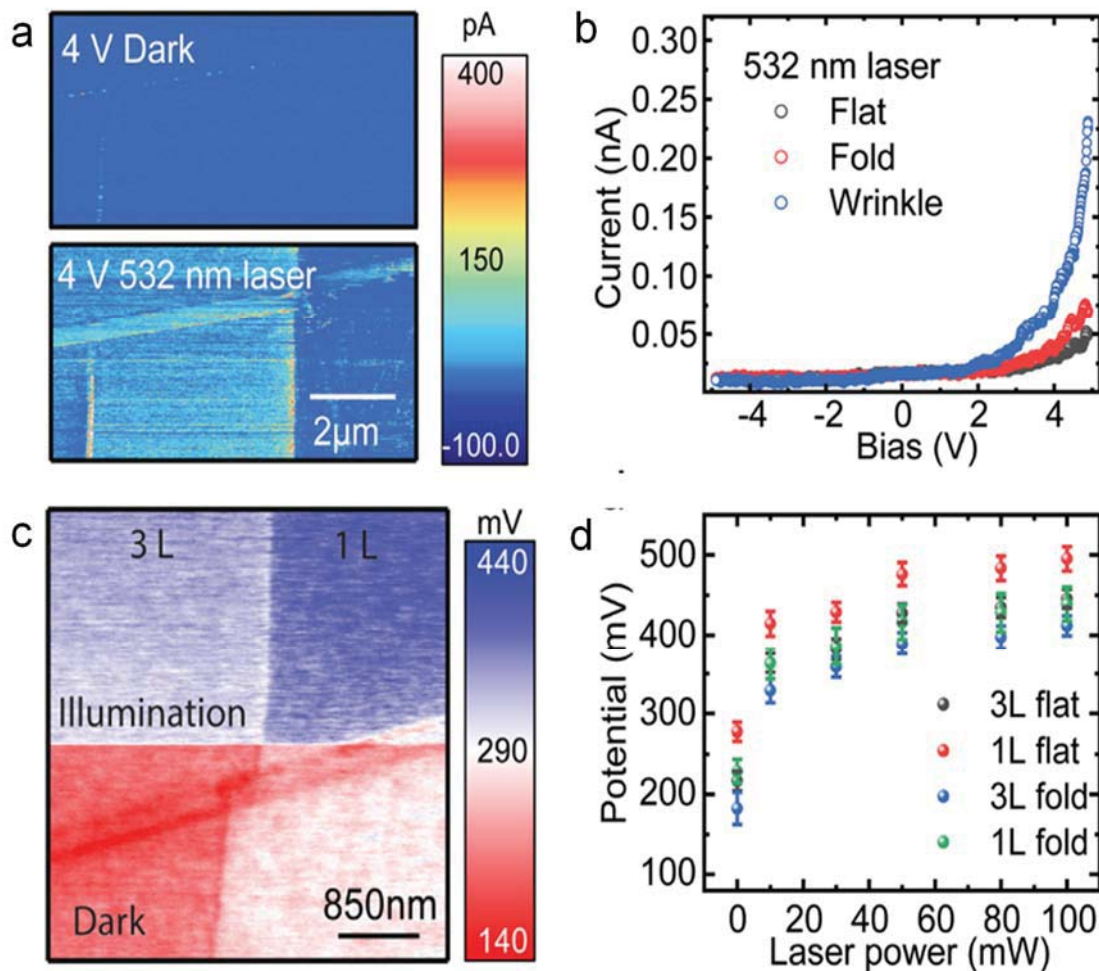 a
4 V Dark
4 V 532 nm laser
2μm
pA
400
150
-100.0
b
0.30
0.25
0.20
0.15
0.10
0.05
Current (nA)
532 nm laser
Flat
Fold
Wrinkle
-4 -2 0 2 4
Bias (V)
c
3 L 1 L
Illumination
Dark
850nm
mV
440
290
140
d
500
400
300
200
100
Potential (mV)
3L flat
1L flat
3L fold
1L fold
0 20 40 60 80 100
Laser power (mW)